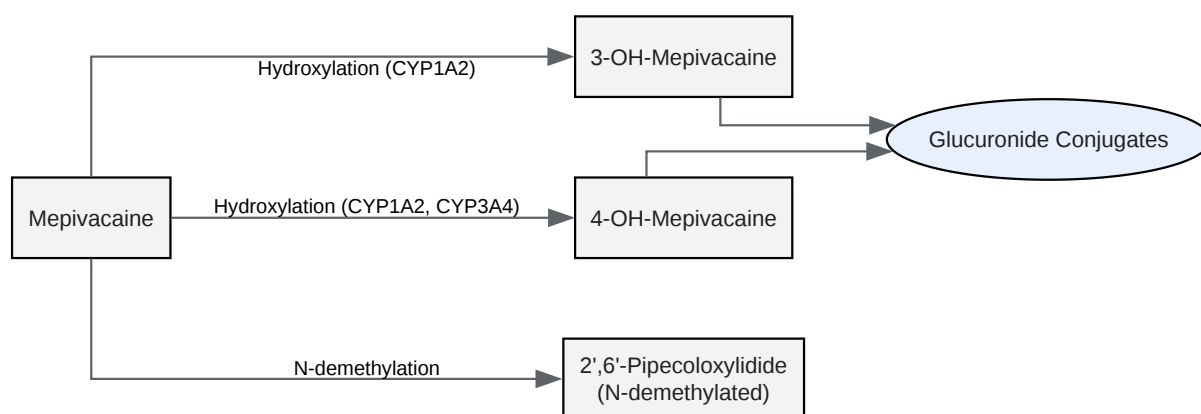 3-OH-Mepivacaine
Hydroxylation (CYP1A2)
Glucuronide Conjugates
Mepivacaine
Hydroxylation (CYP1A2, CYP3A4)
4-OH-Mepivacaine
N-demethylation
2',6'-Pipecoloxylidide
(N-demethylated)